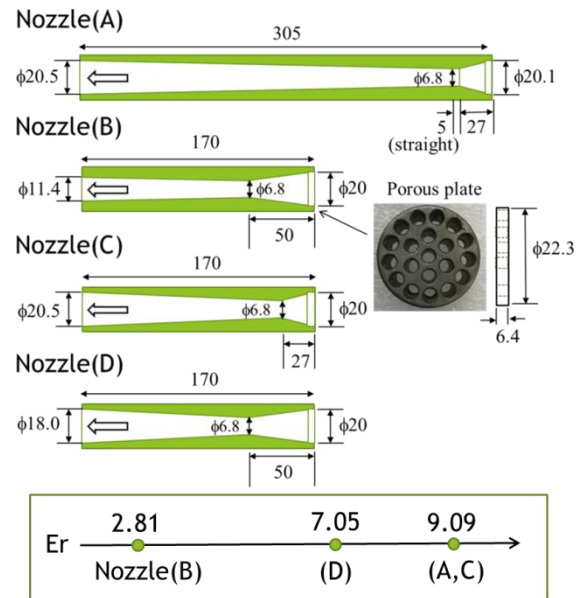 Nozzle(A)
305
ϕ20.5
ϕ6.8
ϕ20.1
5
27
(straight)
Nozzle(B)
170
ϕ11.4
ϕ6.8
ϕ20
50
Porous plate
ϕ22.3
6.4
Nozzle(C)
170
ϕ20.5
ϕ6.8
ϕ20
27
Nozzle(D)
170
ϕ18.0
ϕ6.8
ϕ20
50
2.81 7.05 9.09
Er
Nozzle(B) (D) (A,C)